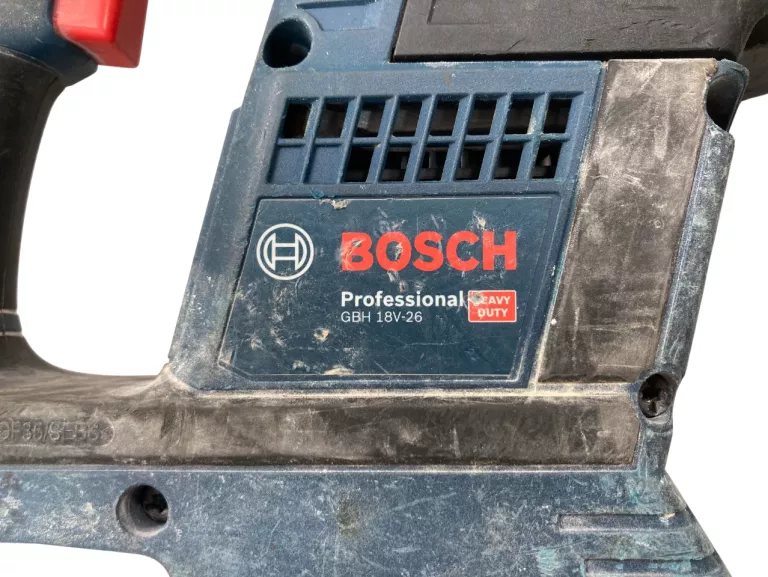 BOSCH
Professional
HEAVY
DUTY
GBH 18V-26